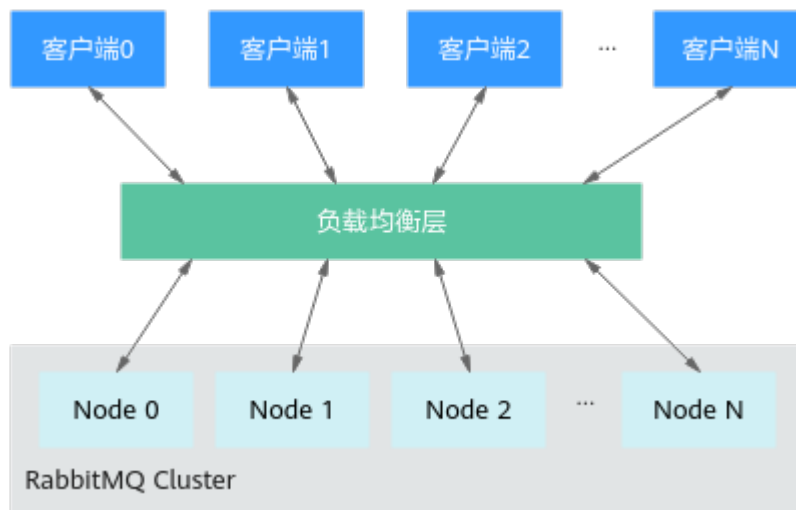 客户端0
客户端1
客户端2
...
客户端N
负载均衡层
Node 0
Node 1
Node 2
...
Node N
RabbitMQ Cluster